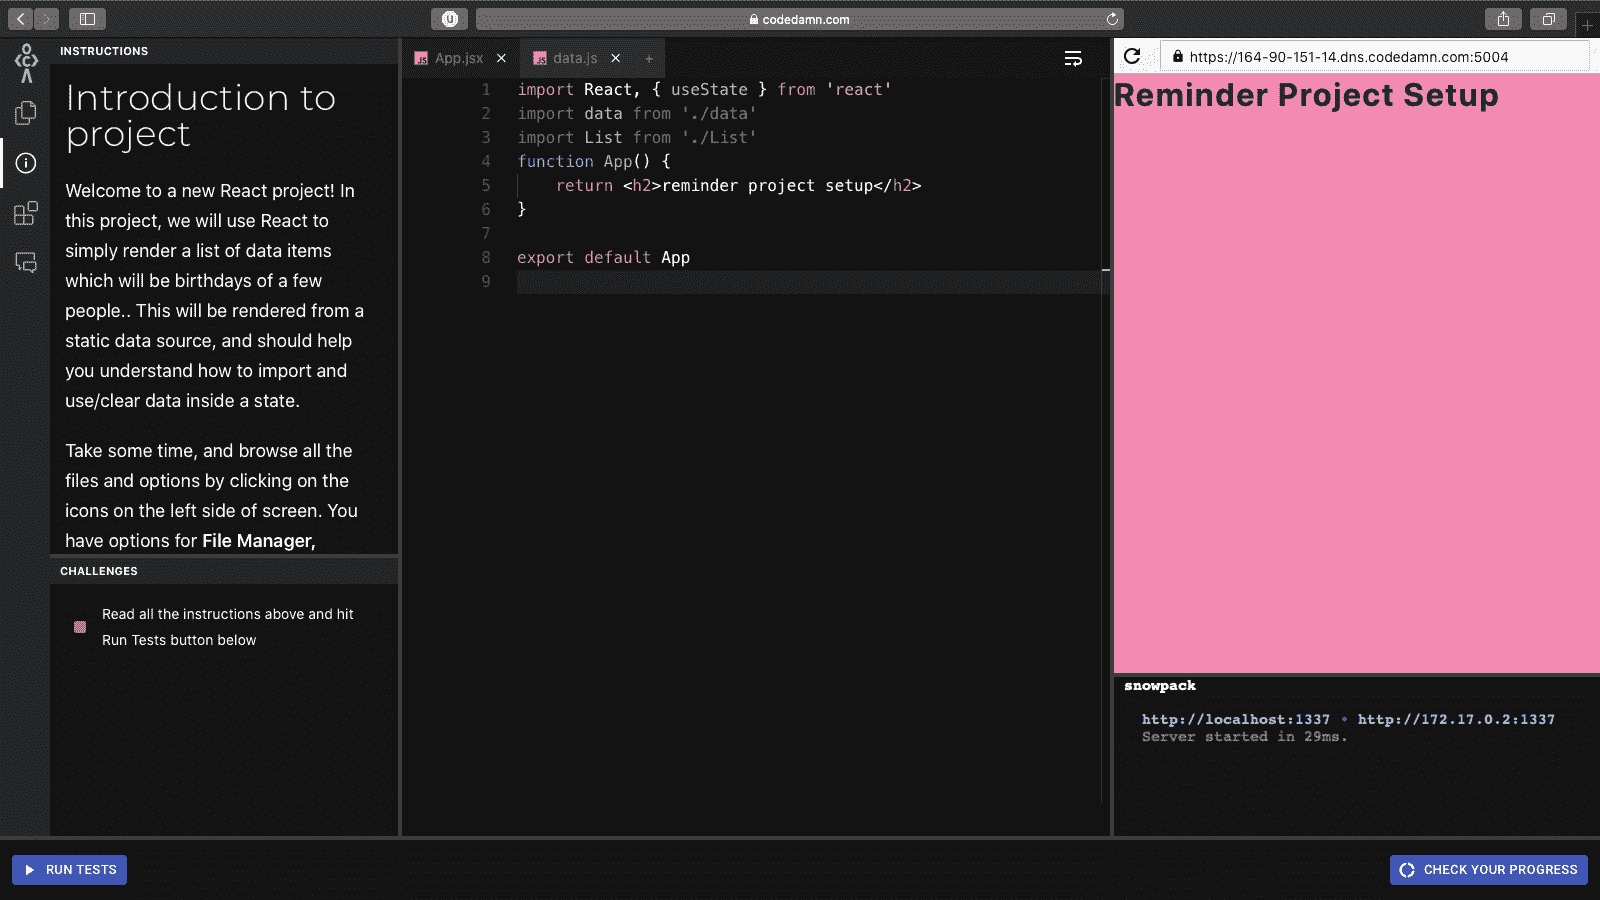 codedamn.com
INSTRUCTIONS
Introduction to
project
Welcome to a new React project! In
this project, we will use React to
simply render a list of data items
which will be birthdays of a few
people.. This will be rendered from a
static data source, and should help
you understand how to import and
use/clear data inside a state.
Take some time, and browse all the
files and options by clicking on the
icons on the left side of screen. You
have options for File Manager,
CHALLENGES
Read all the instructions above and hit
Run Tests button below
RUN TESTS
JS App.jsx
JS data.js
1 import React, { useState } from 'react'
2 import data from './data'
3 import List from './List'
4 function App() {
5 return <h2>reminder project setup</h2>
6 }
7
8 export default App
9
https://164-90-151-14.dns.codedamn.com:5004
Reminder Project Setup
snowpack
http://localhost:1337 • http://172.17.0.2:1337
Server started in 29ms.
CHECK YOUR PROGRESS